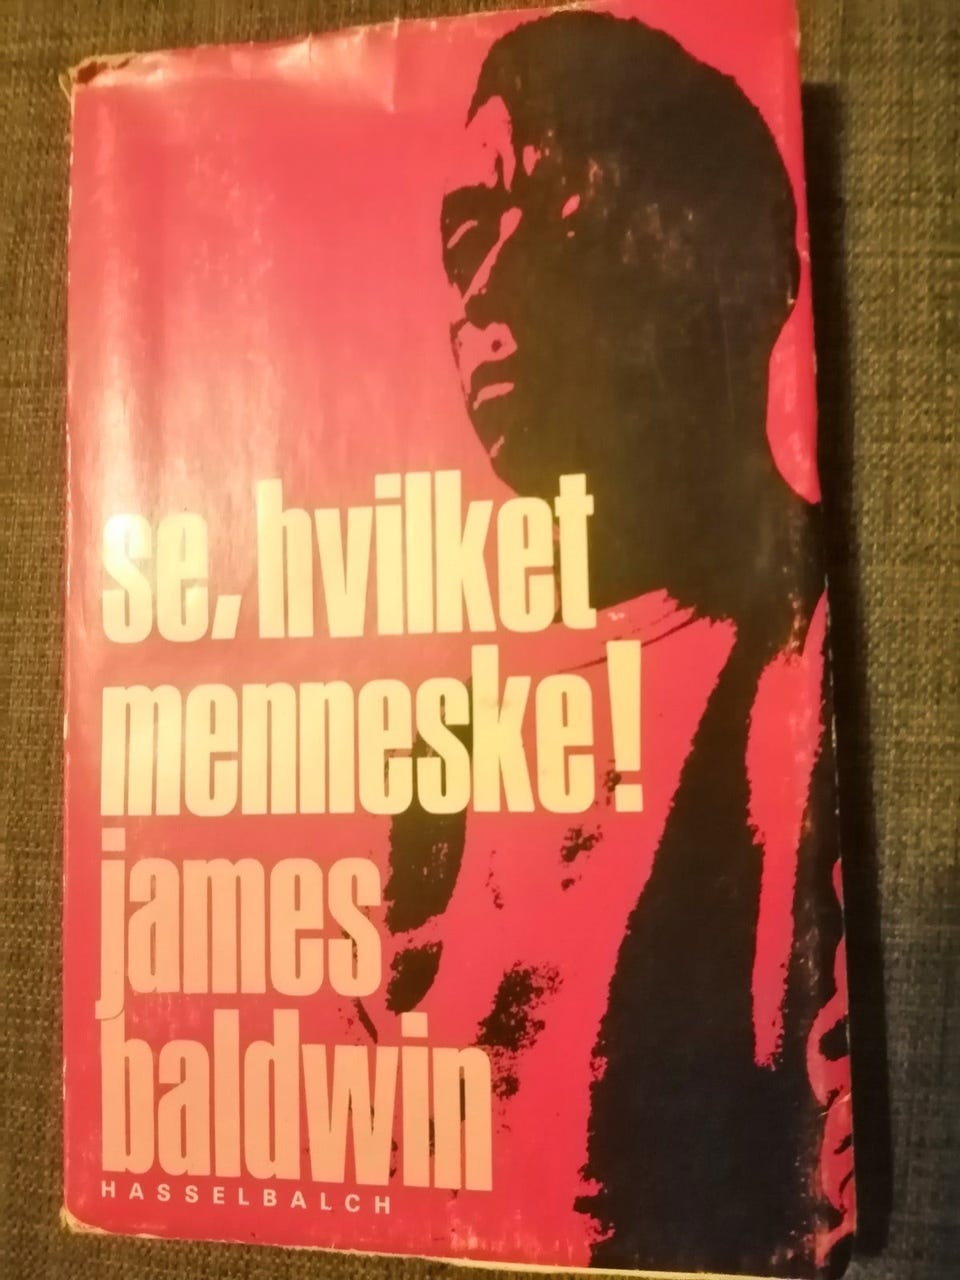 se, hvilket
menneske!
james
baldwin
HASSELBALCH